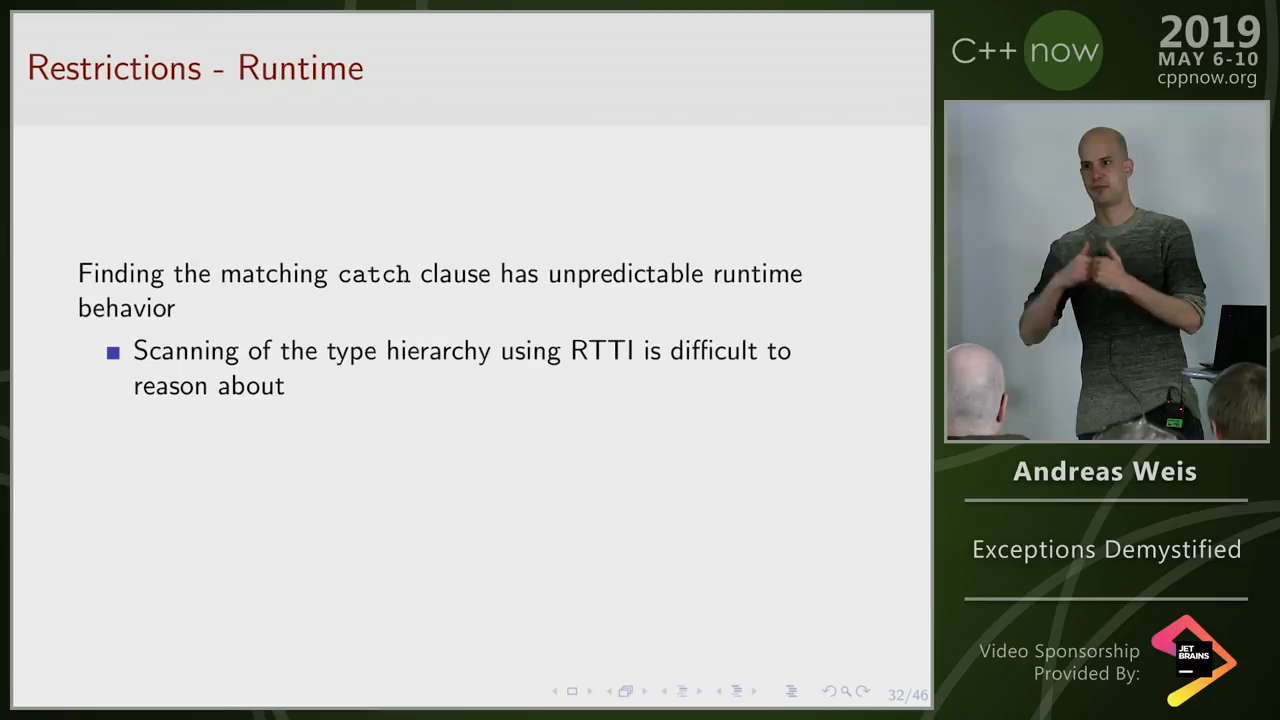 Restrictions - Runtime
Finding the matching catch clause has unpredictable runtime
behavior
Scanning of the type hierarchy using RTTI is difficult to
reason about
32/46
C++ now
2019
MAY 6-10
cppnow.org
Andreas Weis
Exceptions Demystified
Video Sponsorship
Provided By:
JET
BRAINS